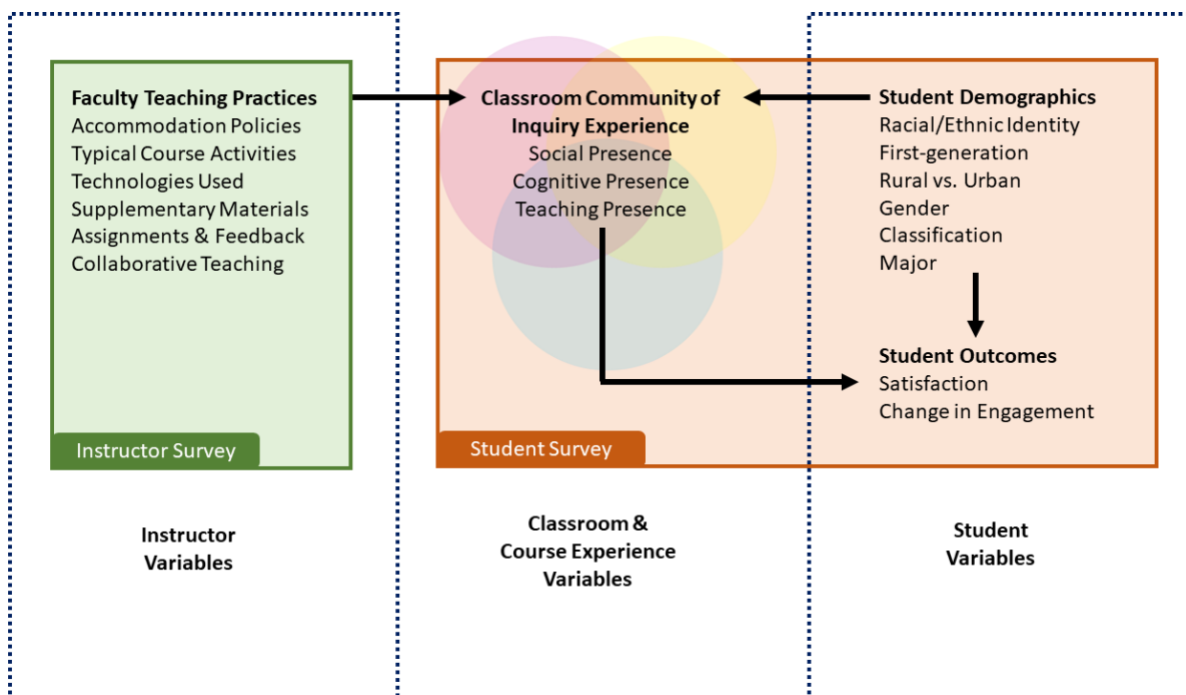 Faculty Teaching Practices
Accommodation Policies
Typical Course Activities
Technologies Used
Supplementary Materials
Assignments & Feedback
Collaborative Teaching
Instructor Survey
Classroom Community of
Inquiry Experience
Social Presence
Cognitive Presence
Teaching Presence
Student Demographics
Racial/Ethnic Identity
First-generation
Rural vs. Urban
Gender
Classification
Major
Student Outcomes
Satisfaction
Change in Engagement
Student Survey
Instructor
Variables
Classroom &
Course Experience
Variables
Student
Variables